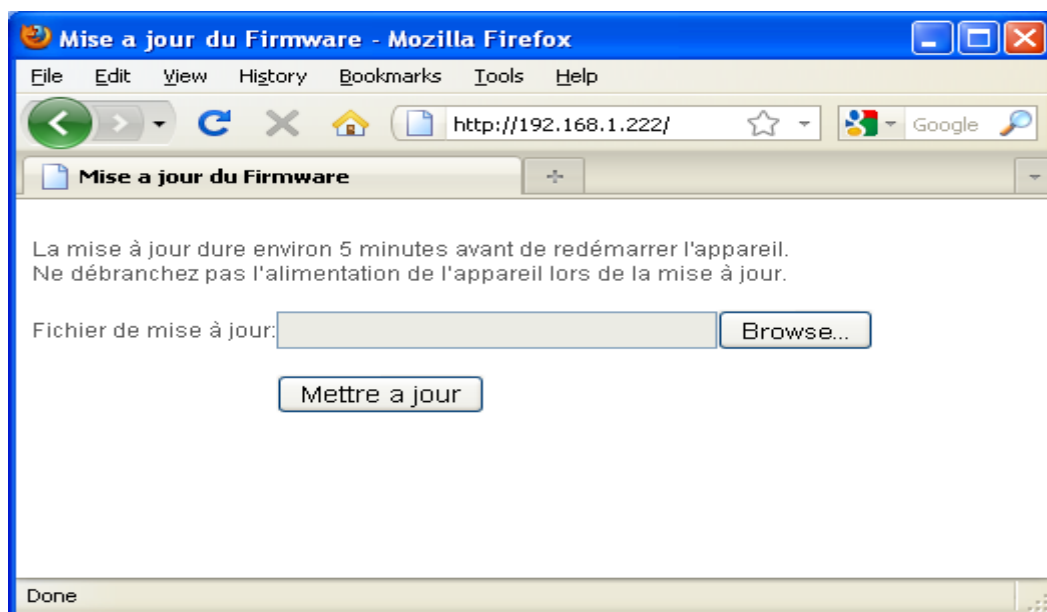 Mise a jour du Firmware - Mozilla Firefox
File Edit View History Bookmarks Tools Help
http://192.168.1.222/ Google
Mise a jour du Firmware
La mise à jour dure environ 5 minutes avant de redémarrer l'appareil.
Ne débranchez pas l'alimentation de l'appareil lors de la mise à jour.
Fichier de mise à jour: Browse...
Mettre a jour
Done